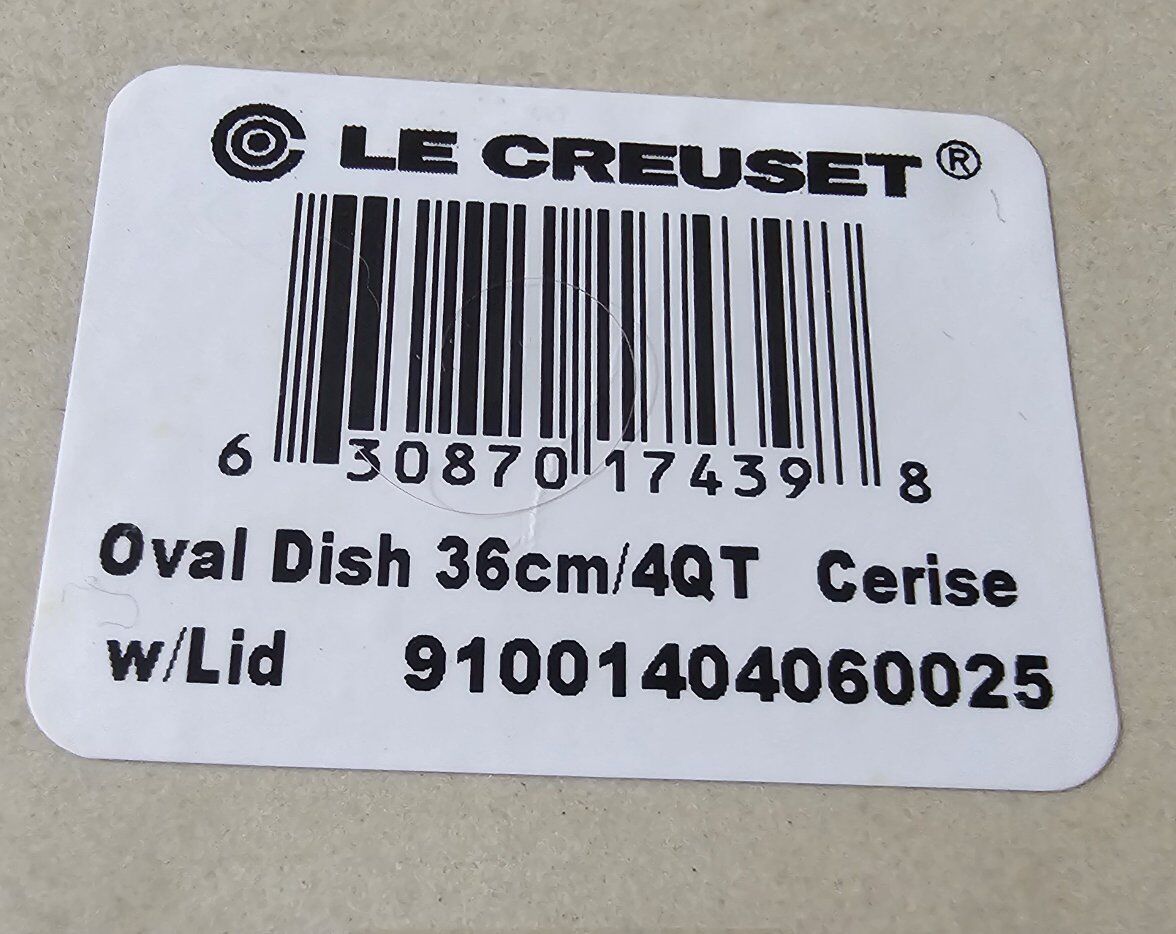 LE CREUSET®
6 30870 17439 8
Oval Dish 36cm/4QT Cerise
w/Lid 91001404060025